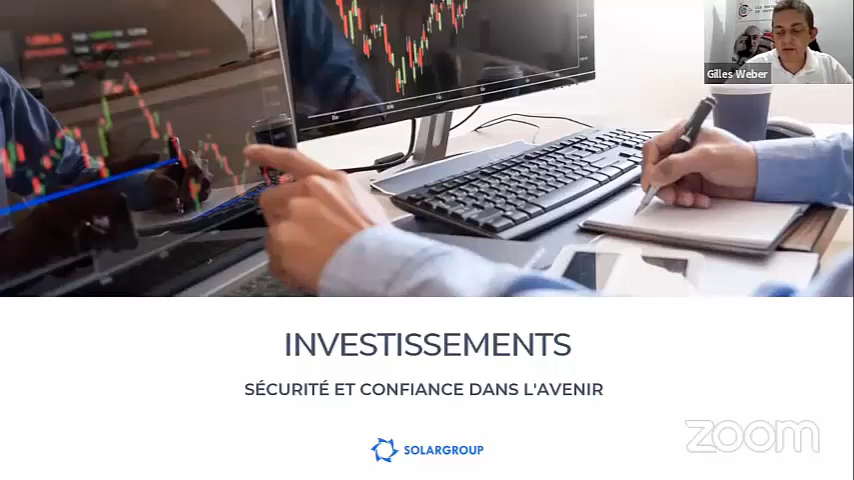 Gilles Weber
INVESTISSEMENTS
SÉCURITÉ ET CONFIANCE DANS L'AVENIR
SOLARGROUP
zoom